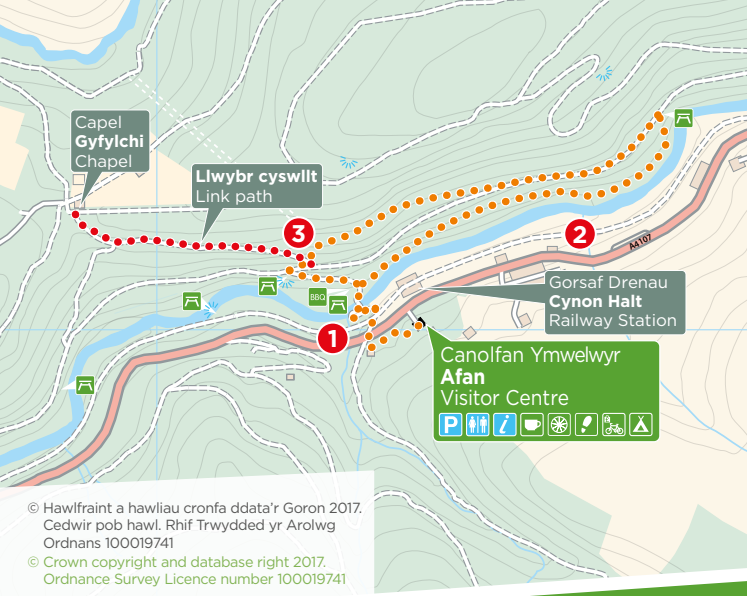 Capel
Gyfylchi
Chapel
Llwybr cyswllt
Link path
3
2
A4107
Gorsaf Drenau
Cynon Halt
Railway Station
BBQ
1
Canolfan Ymwelwyr
Afan
Visitor Centre
P i
© Hawlfraint a hawliau cronfa ddata’r Goron 2017.
Cedwir pob hawl. Rhif Trwydded yr Arolwg
Ordnans 100019741
© Crown copyright and database right 2017.
Ordnance Survey Licence number 100019741